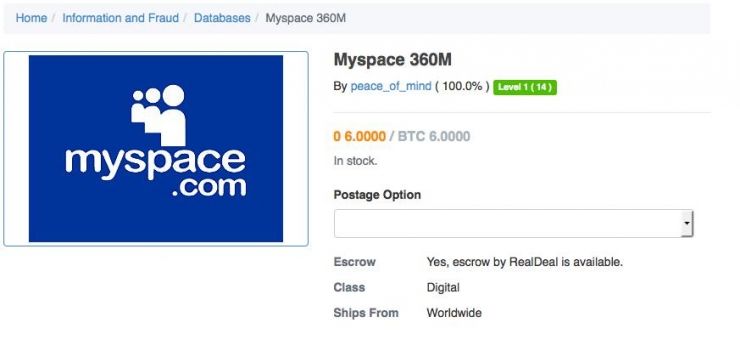 Home / Information and Fraud / Databases / Myspace 360M
myspace
.com
Myspace 360M
By peace_of_mind ( 100.0% ) Level 1 ( 14 )
0 6.0000 / BTC 6.0000
In stock.
Postage Option
Escrow Yes, escrow by RealDeal is available.
Class Digital
Ships From Worldwide